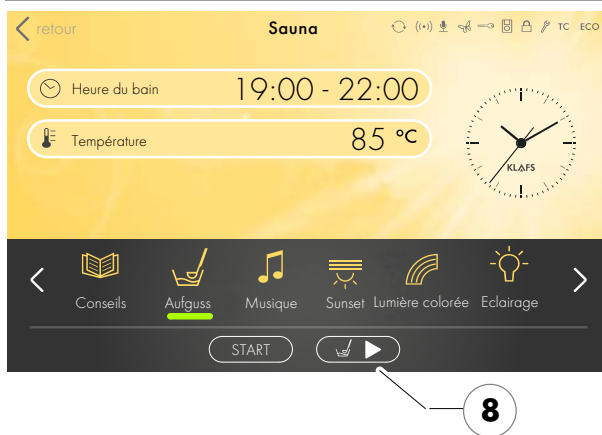 retour Sauna TC ECO
Heure du bain 19:00 - 22:00
Température 85 °C
KLAFS
Conseils Aufguss Musique Sunset Lumière colorée Eclairage
START
8